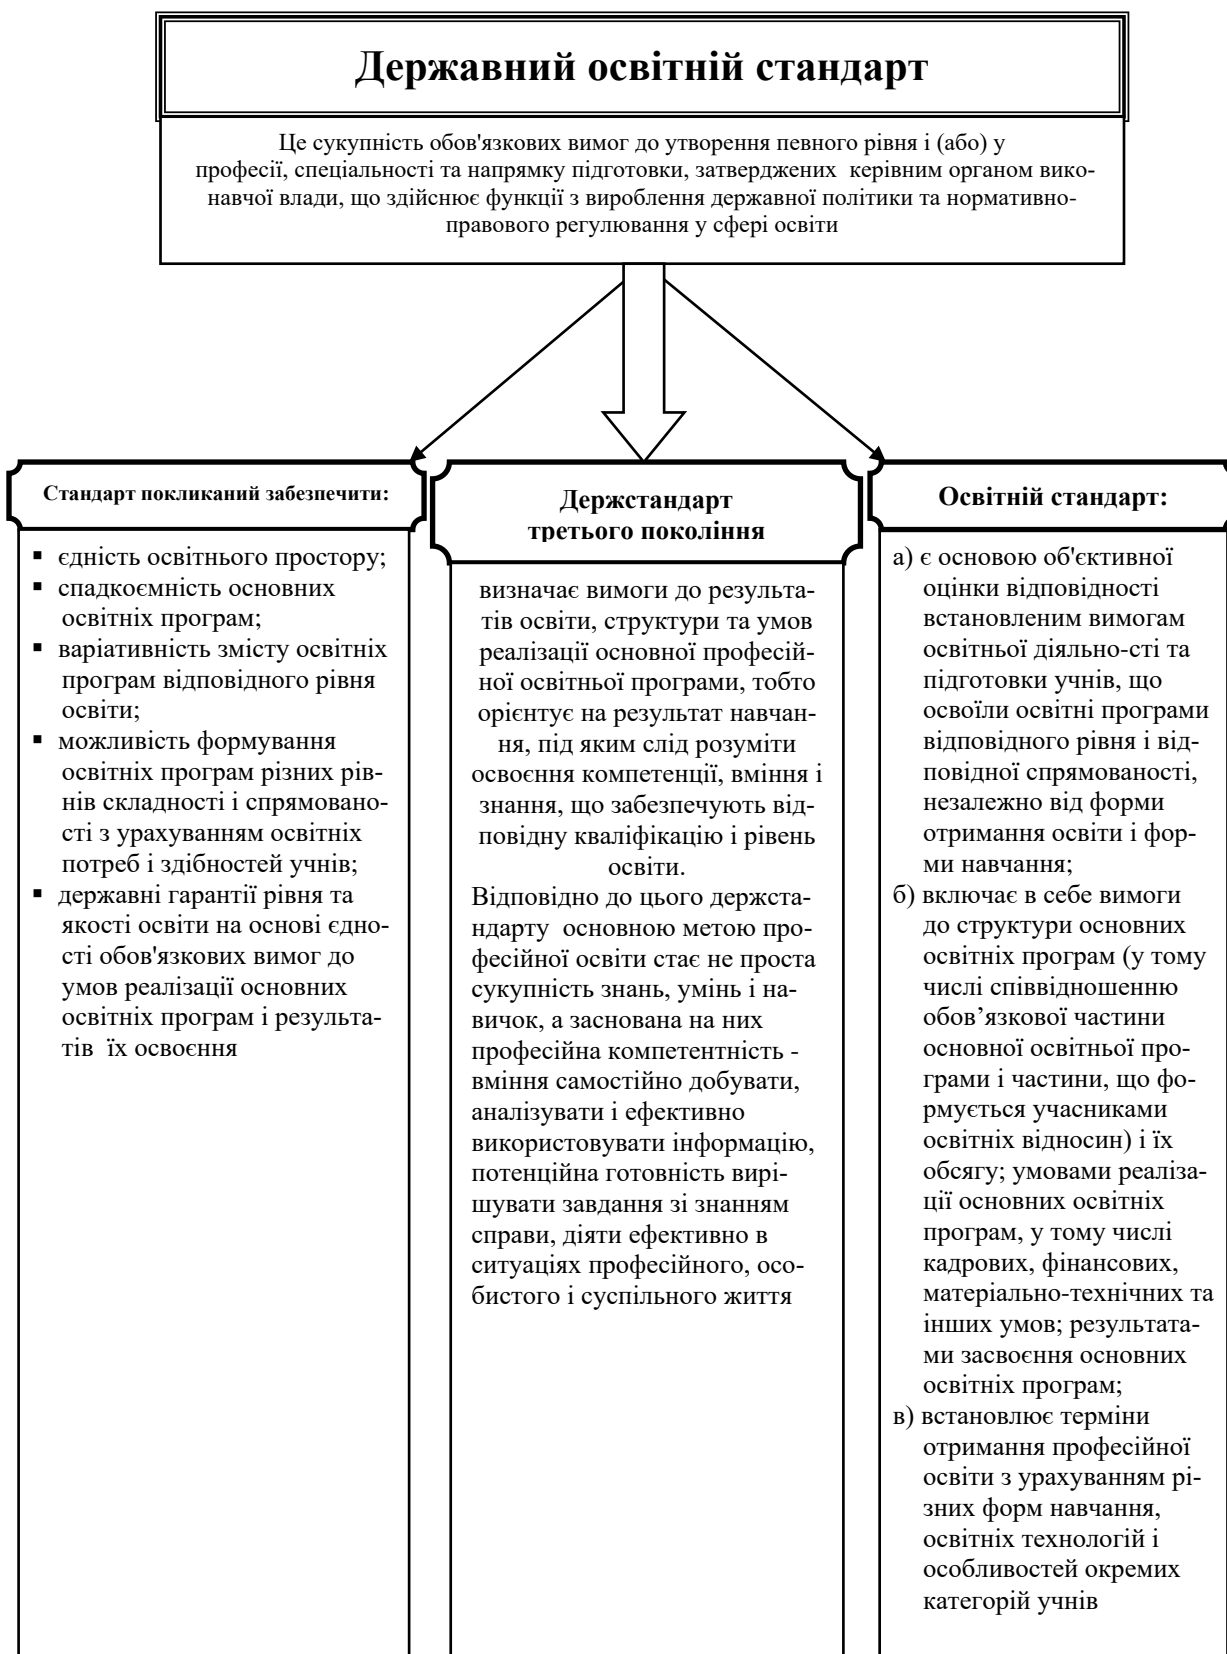 Державний освітній стандарт
Це сукупність обов'язкових вимог до утворення певного рівня і (або) у
професії, спеціальності та напрямку підготовки, затверджених керівним органом вико-
навчої влади, що здійснює функції з вироблення державної політики та нормативно-
правового регулювання у сфері освіти
Стандарт покликаний забезпечити:
▪ єдність освітнього простору;
▪ спадкоємність основних
освітніх програм;
▪ варіативність змісту освітніх
програм відповідного рівня
освіти;
▪ можливість формування
освітніх програм різних рів-
нів складності і спрямовано-
сті з урахуванням освітніх
потреб і здібностей учнів;
▪ державні гарантії рівня та
якості освіти на основі єдно-
сті обов'язкових вимог до
умов реалізації основних
освітніх програм і результа-
тів їх освоєння
Держстандарт
третього покоління
визначає вимоги до результа-
тів освіти, структури та умов
реалізації основної професій-
ної освітньої програми, тобто
орієнтує на результат навчан-
ня, під яким слід розуміти
освоєння компетенції, вміння і
знання, що забезпечують від-
повідну кваліфікацію і рівень
освіти.
Відповідно до цього держста-
ндарту основною метою про-
фесійної освіти стає не проста
сукупність знань, умінь і на-
вичок, а заснована на них
професійна компетентність -
вміння самостійно добувати,
аналізувати і ефективно
використовувати інформацію,
потенційна готовність вирі-
шувати завдання зі знанням
справи, діяти ефективно в
ситуаціях професійного, осо-
бистого і суспільного життя
Освітній стандарт:
а) є основою об'єктивної
оцінки відповідності
встановленим вимогам
освітньої діяльно-сті та
підготовки учнів, що
освоїли освітні програми
відповідного рівня і від-
повідної спрямованості,
незалежно від форми
отримання освіти і фор-
ми навчання;
б) включає в себе вимоги
до структури основних
освітніх програм (у тому
числі співвідношенню
обов’язкової частини
основної освітньої про-
грами і частини, що фо-
рмується учасниками
освітніх відносин) і їх
обсягу; умовами реаліза-
ції основних освітніх
програм, у тому числі
кадрових, фінансових,
матеріально-технічних та
інших умов; результата-
ми засвоєння основних
освітніх програм;
в) встановлює терміни
отримання професійної
освіти з урахуванням рі-
зних форм навчання,
освітніх технологій і
особливостей окремих
категорій учнів